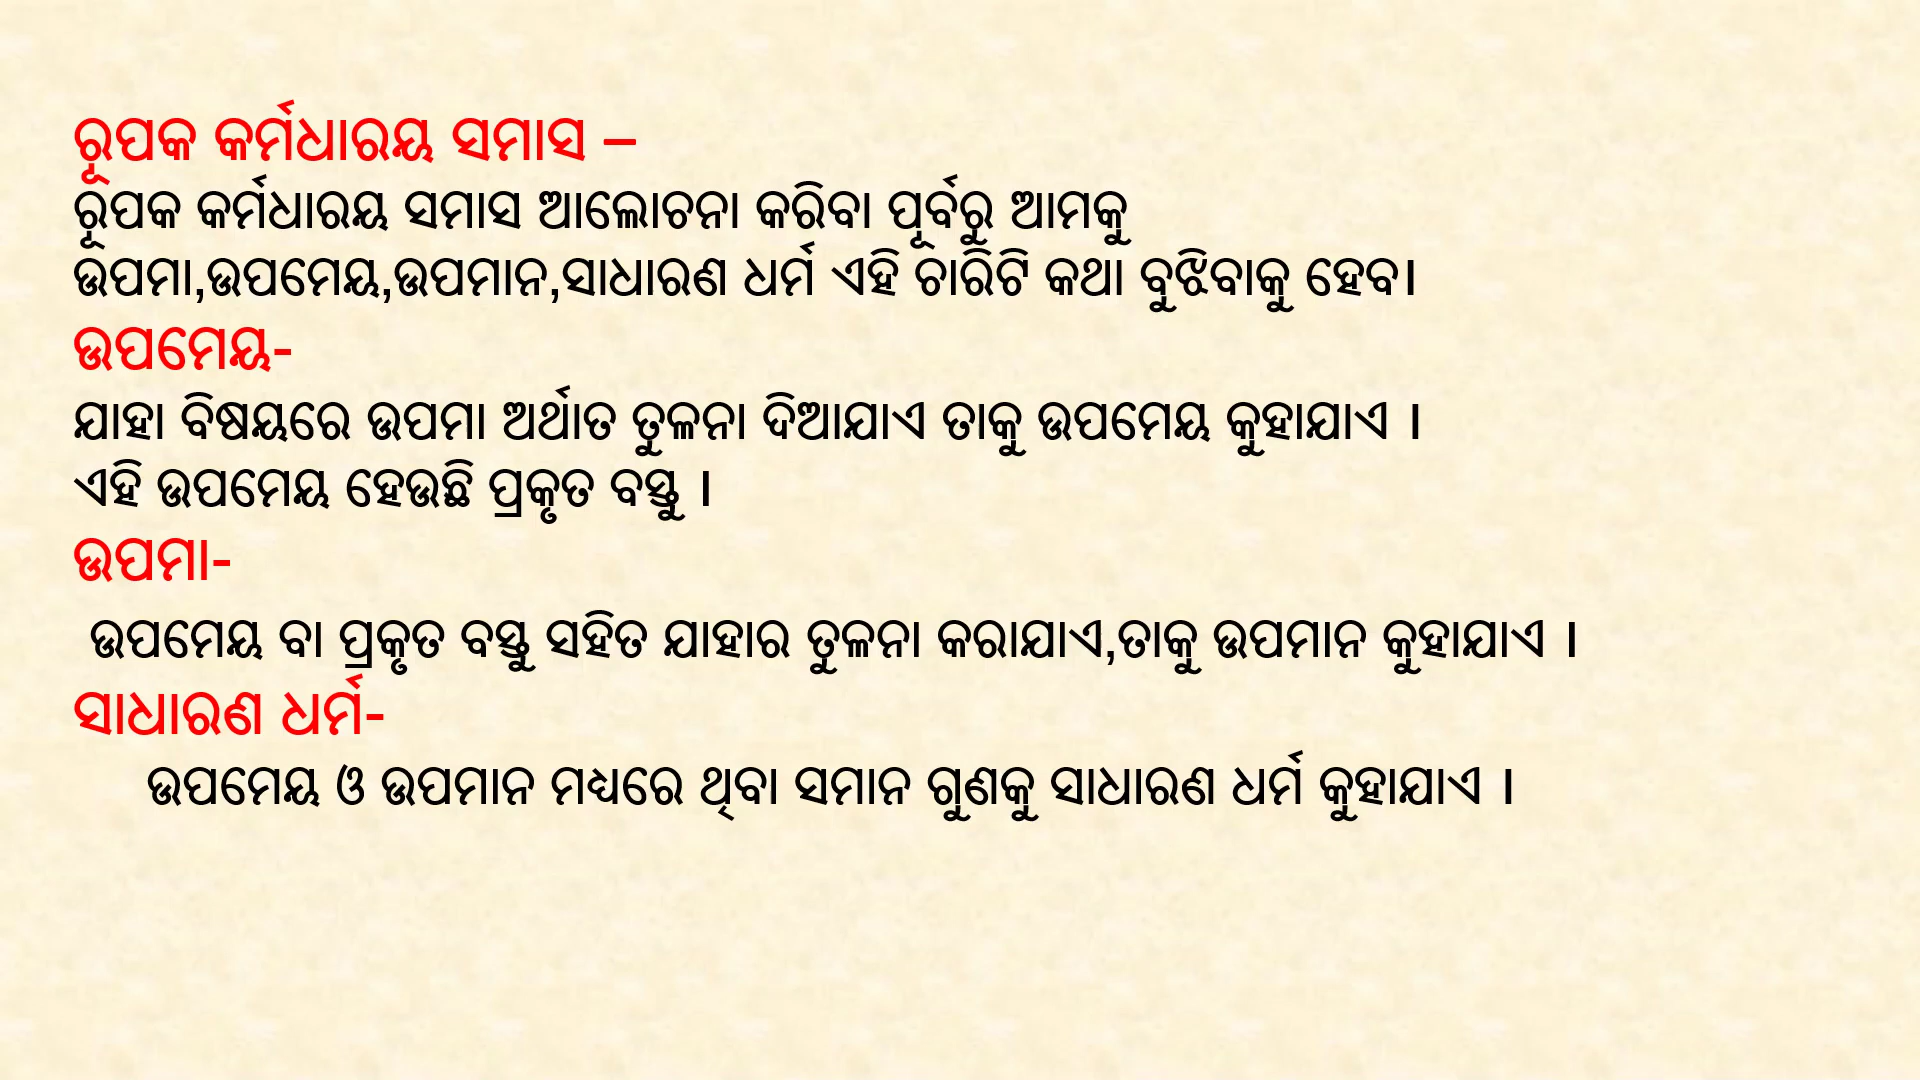 ରୂପକ କର୍ମଧାରୟ ସମାସ –
ରୂପକ କର୍ମଧାରୟ ସମାସ ଆଲୋଚନା କରିବା ପୂର୍ବରୁ ଆମକୁ
ଉପମା,ଉପମେୟ,ଉପମାନ,ସାଧାରଣ ଧର୍ମ ଏହି ଚାରିଟି କଥା ବୁଝିବାକୁ ହେବ।
ଉପମେୟ-
ଯାହା ବିଷୟରେ ଉପମା ଅର୍ଥାତ ତୁଳନା ଦିଆଯାଏ ତାକୁ ଉପମେୟ କୁହାଯାଏ ।
ଏହି ଉପମେୟ ହେଉଛି ପ୍ରକୃତ ବସ୍ତୁ ।
ଉପମା-
ଉପମେୟ ବା ପ୍ରକୃତ ବସ୍ତୁ ସହିତ ଯାହାର ତୁଳନା କରାଯାଏ,ତାକୁ ଉପମାନ କୁହାଯାଏ ।
ସାଧାରଣ ଧର୍ମ-
ଉପମେୟ ଓ ଉପମାନ ମଧ୍ୟରେ ଥିବା ସମାନ ଗୁଣକୁ ସାଧାରଣ ଧର୍ମ କୁହାଯାଏ ।